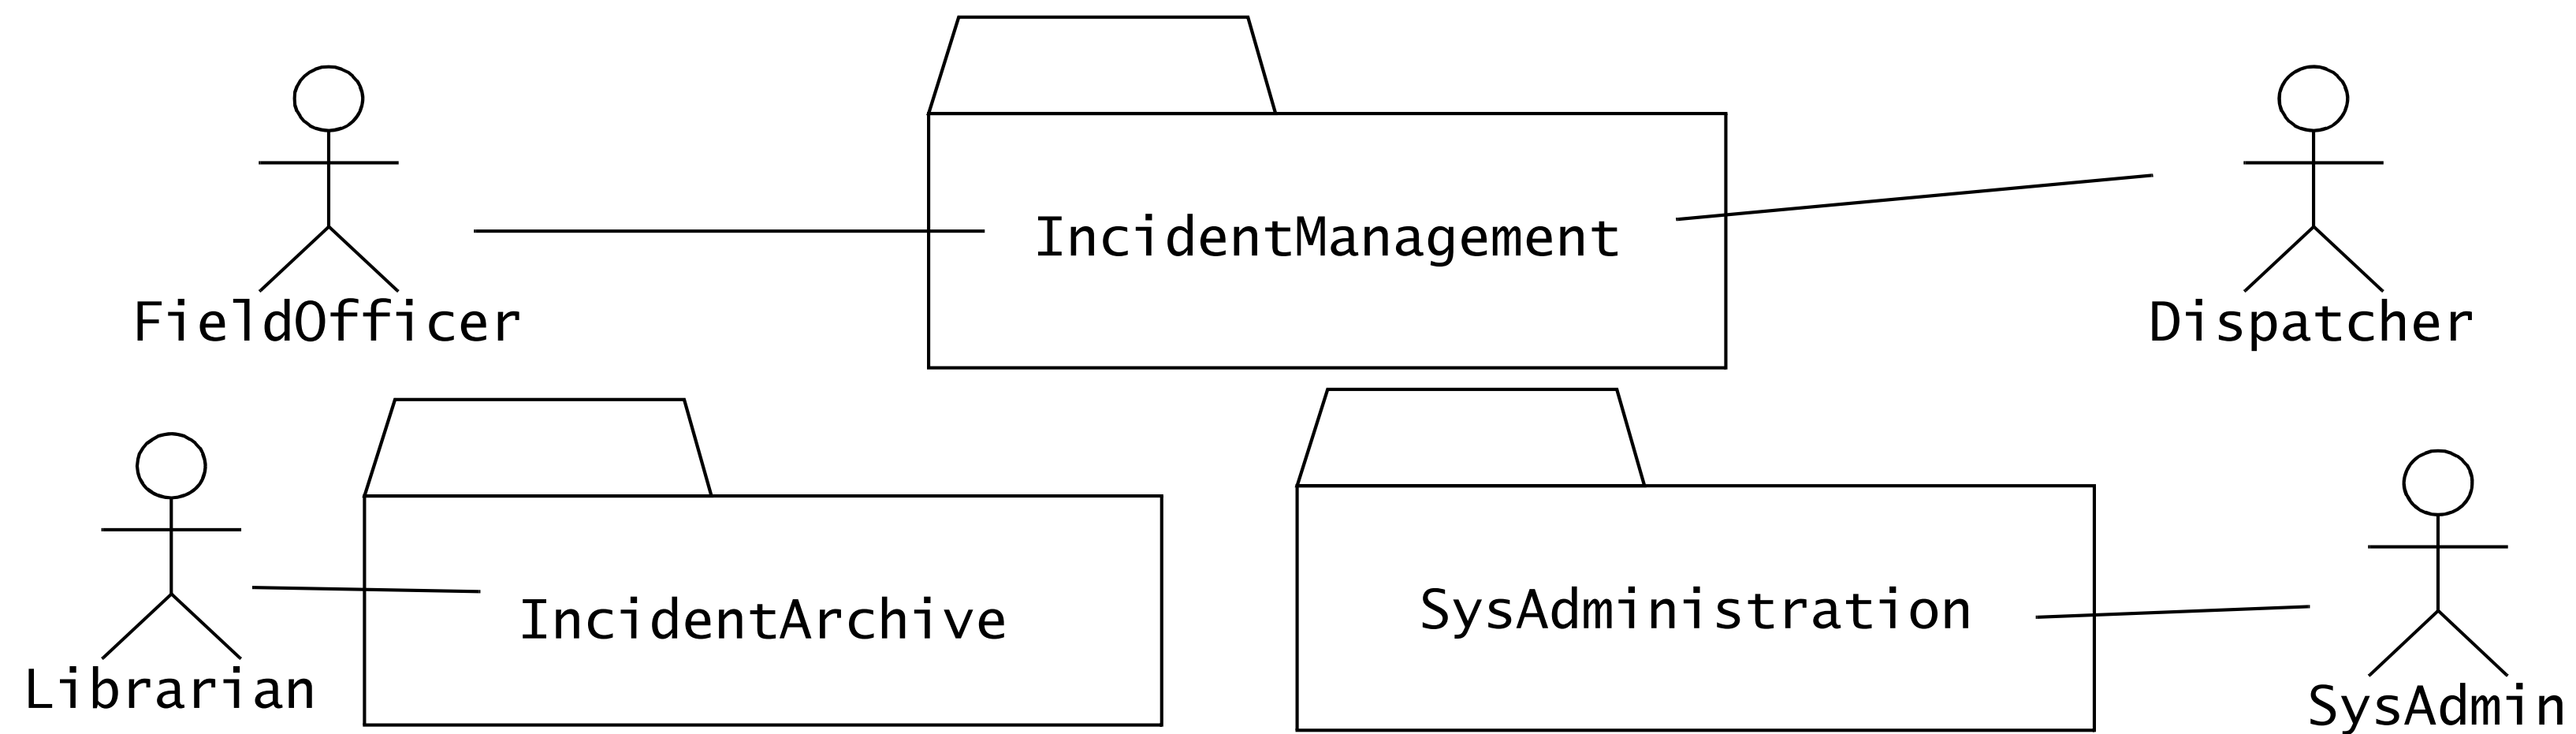 IncidentManagement
FieldOfficer
Dispatcher
IncidentArchive
SysAdministration
Librarian
SysAdmin